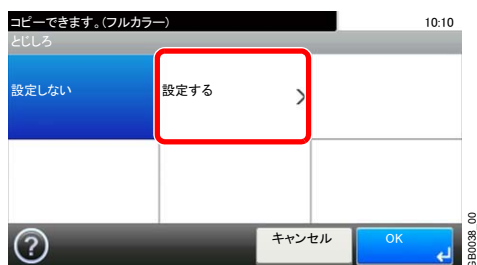 コピーできます。(フルカラー)
10:10
とじしろ
設定しない
設定する
?
キャンセル
OK
GB0038_00